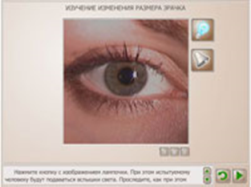 ИЗУЧЕНИЕ ИЗМЕНЕНИЯ РАЗМЕРА ЗРАЧКА
Нажмите кнопку с изображением лампочки. При этом испытуемому
человеку будут подаваться вспышки света. Проследите, как при этом